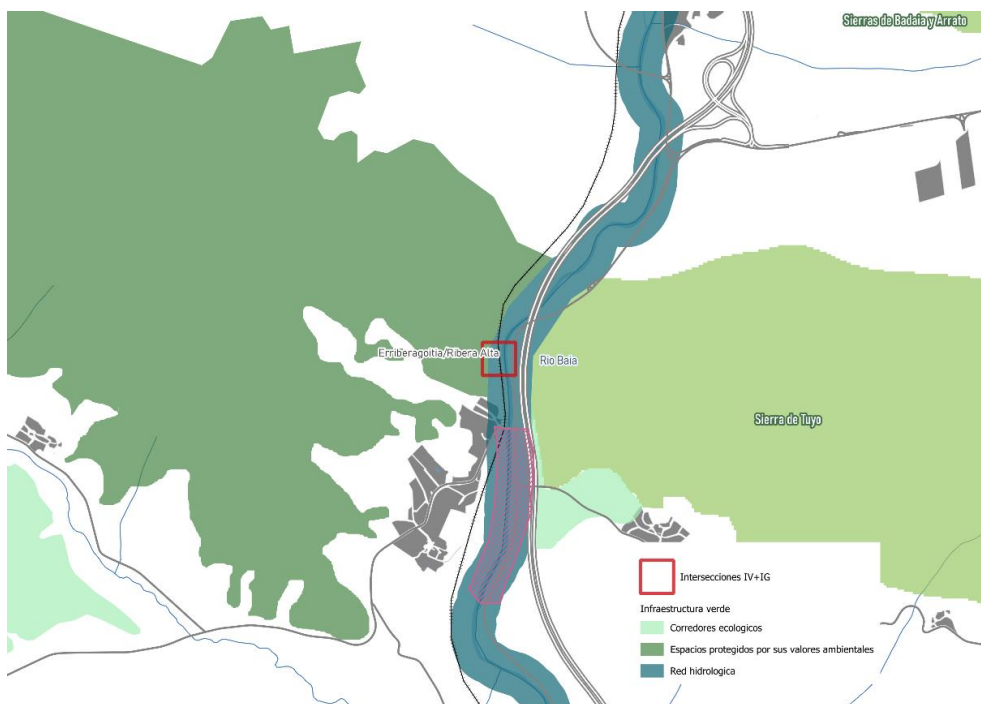 Sierras de Badaia y Arrato
Erriberagoitia/Ribera Alta
Rio Baia
Sierra de Tuyo
Intersecciones IV+IG
Infraestructura verde
Corredores ecologicos
Espacios protegidos por sus valores ambientales
Red hidrologica